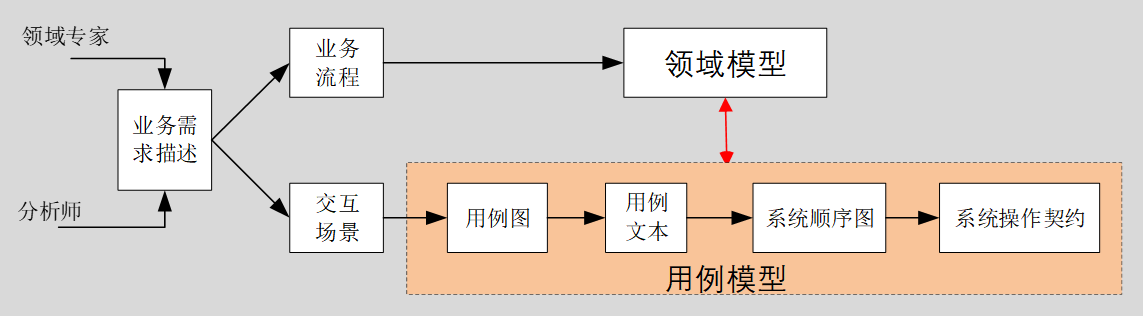 领域专家
业务
流程
领域模型
业务需
求描述
分析师
交互
场景
用例图
用例
文本
系统顺序图
系统操作契约
用例模型